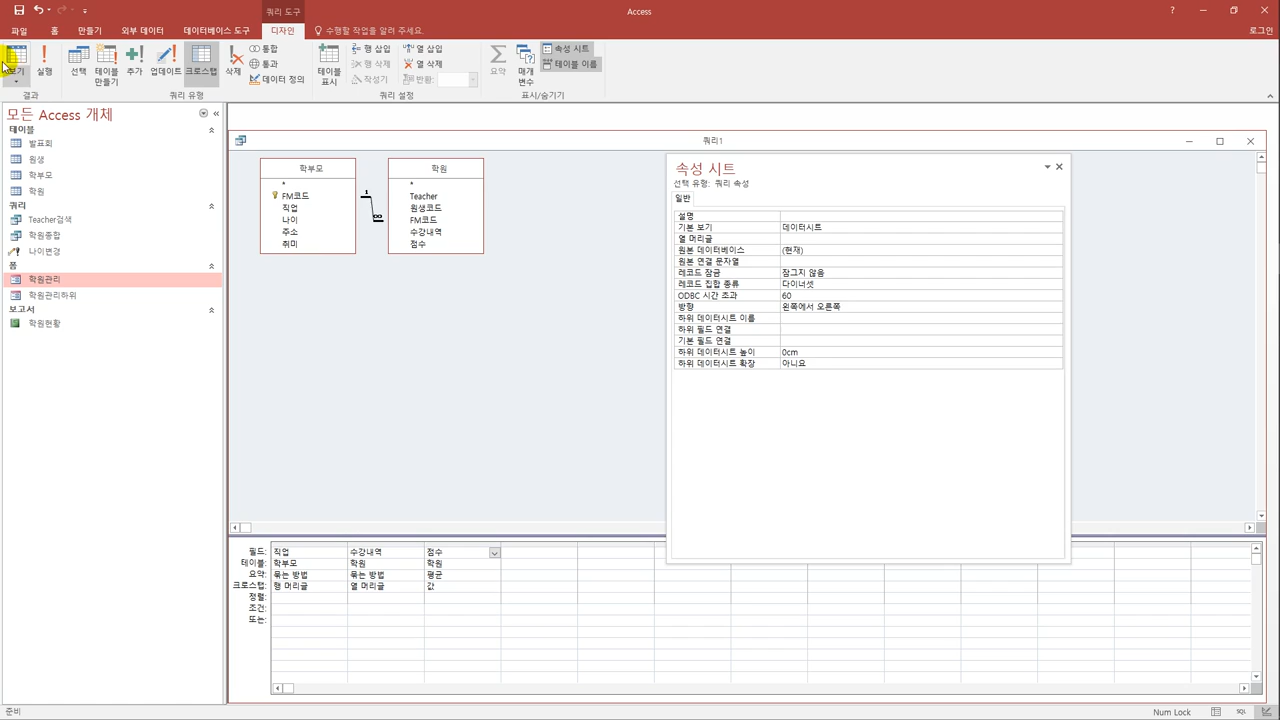 쿼리 도구
Access
?
파일 홈 만들기 외부 데이터 데이터베이스 도구 디자인 수행할 작업을 알려 주세요.
로그인
보기
실행
선택
테이블
만들기
추가
업데이트
크로스탭
삭제
통합
통과
데이터 정의
테이블
표시
행 삽입
행 삭제
작성기
열 삽입
열 삭제
반환:
요약
매개
변수
속성 시트
테이블 이름
결과
쿼리 유형
쿼리 설정
표시/숨기기
모든 Access 개체
테이블
발표회
원생
학부모
학원
쿼리
Teacher검색
학원종합
나이변경
폼
학원관리
학원관리하위
보고서
학원현황
쿼리1
학부모
*
FM코드
직업
나이
주소
취미
1
∞
학원
*
Teacher
원생코드
FM코드
수강내역
점수
속성 시트
선택 유형: 쿼리 속성
일반
설명
기본 보기 데이터시트
열 머리글
원본 데이터베이스 (현재)
원본 연결 문자열
레코드 잠금 잠그지 않음
레코드 집합 종류 다이너셋
ODBC 시간 초과 60
방향 왼쪽에서 오른쪽
하위 데이터시트 이름
하위 필드 연결
기본 필드 연결
하위 데이터시트 높이 0cm
하위 데이터시트 확장 아니요
필드: 직업 수강내역 점수
테이블: 학부모 학원 학원
요약: 묶는 방법 묶는 방법 평균
크로스탭: 행 머리글 열 머리글 값
정렬:
조건:
또는:
준비
Num Lock
SQL